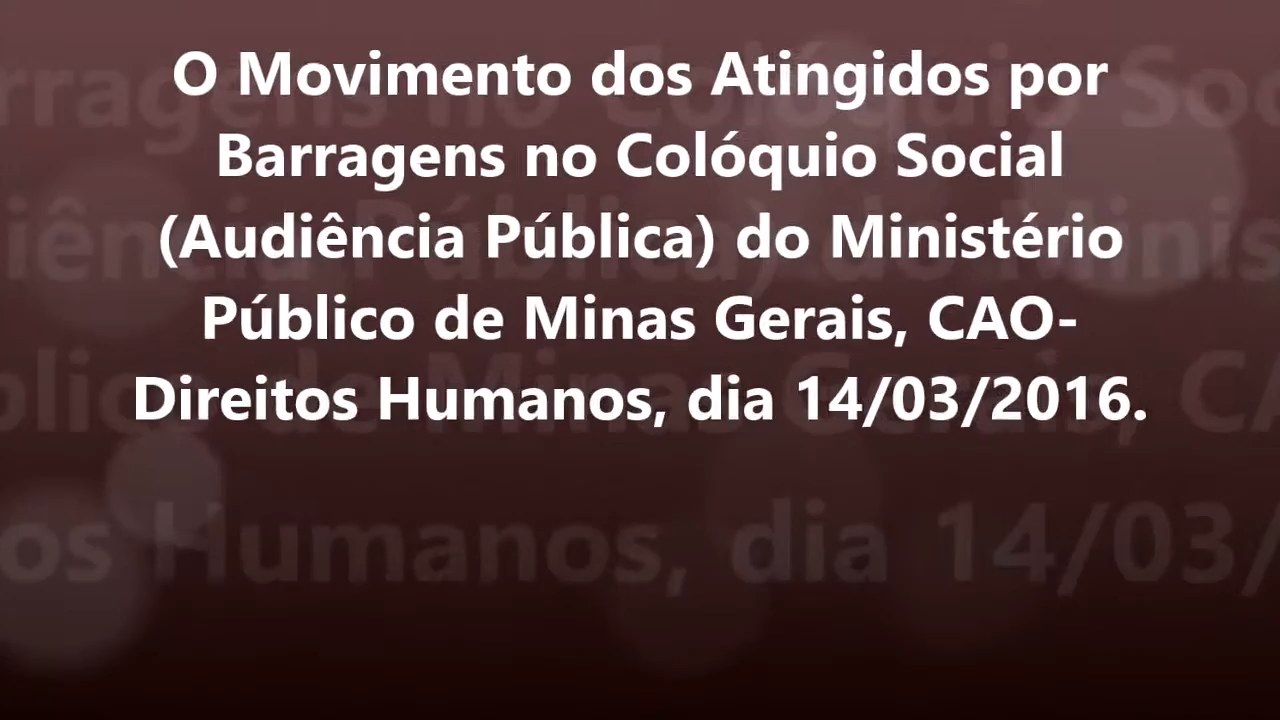 O Movimento dos Atingidos por
Barragens no Colóquio Social
(Audiência Pública) do Ministério
Público de Minas Gerais, CAO-
Direitos Humanos, dia 14/03/2016.